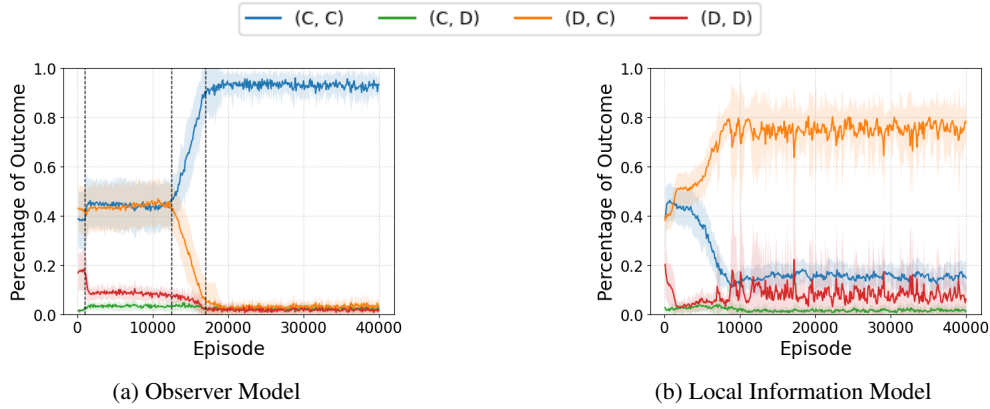 (C, C) (C, D) (D, C) (D, D)
Percentage of Outcome
1.0
0.8
0.6
0.4
0.2
0.0
0 10000 20000 30000 40000
Episode
(a) Observer Model
Percentage of Outcome
1.0
0.8
0.6
0.4
0.2
0.0
0 10000 20000 30000 40000
Episode
(b) Local Information Model